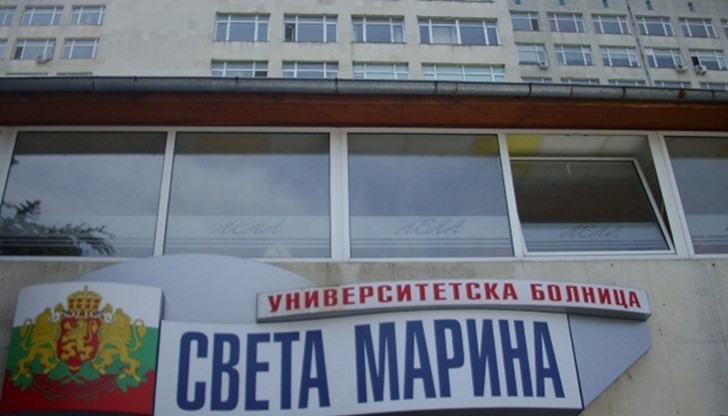 УНИВЕРСИТЕТСКА БОЛНИЦА
СВЕТА МАРИНА